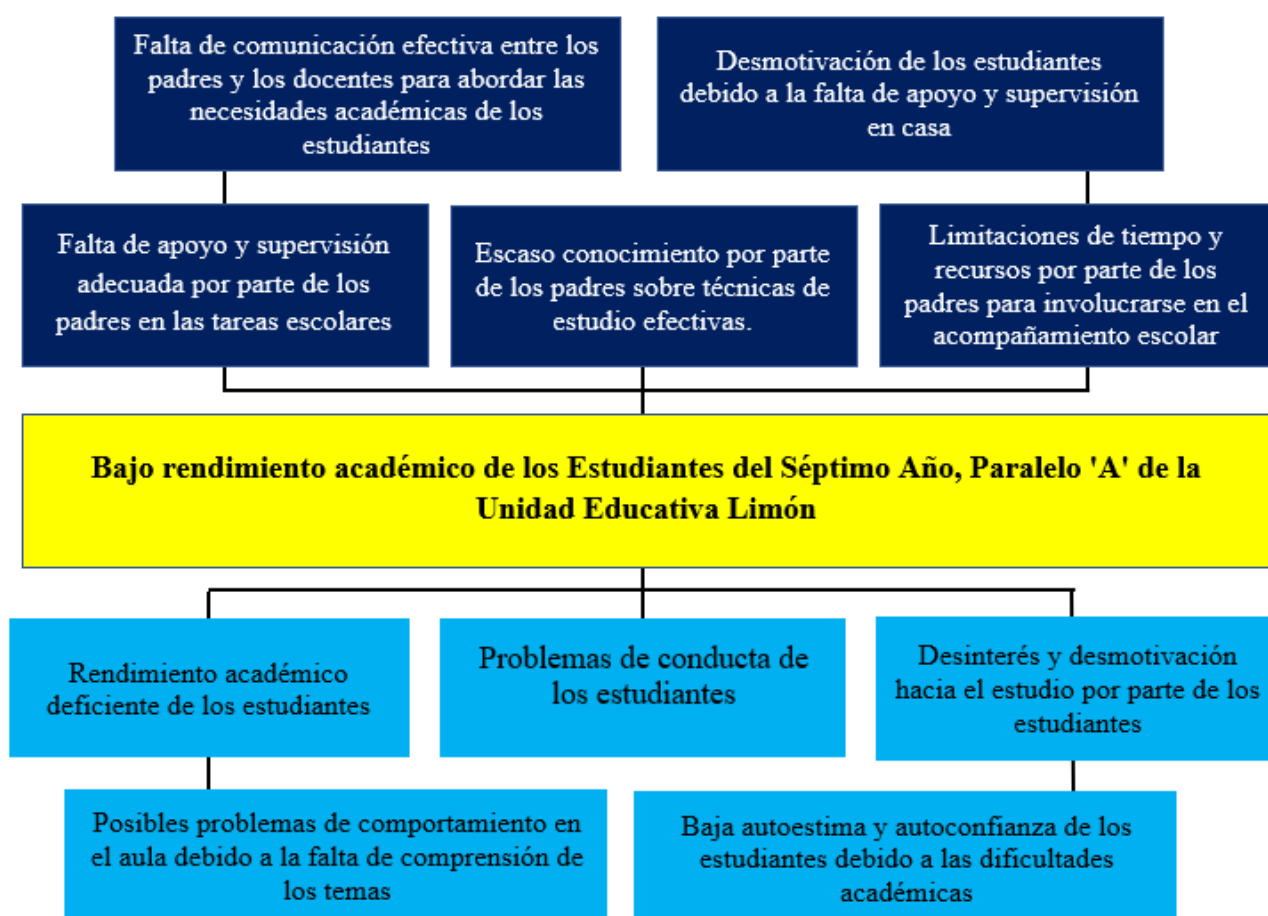 Falta de comunicación efectiva entre los
padres y los docentes para abordar las
necesidades académicas de los
estudiantes
Desmotivación de los estudiantes
debido a la falta de apoyo y supervisión
en casa
Falta de apoyo y supervisión
adecuada por parte de los
padres en las tareas escolares
Escaso conocimiento por parte
de los padres sobre técnicas de
estudio efectivas.
Limitaciones de tiempo y
recursos por parte de los
padres para involucrarse en el
acompañamiento escolar
Bajo rendimiento académico de los Estudiantes del Séptimo Año, Paralelo 'A' de la
Unidad Educativa Limón
Rendimiento académico
deficiente de los estudiantes
Problemas de conducta de
los estudiantes
Desinterés y desmotivación
hacia el estudio por parte de los
estudiantes
Posibles problemas de comportamiento en
el aula debido a la falta de comprensión de
los temas
Baja autoestima y autoconfianza de los
estudiantes debido a las dificultades
académicas